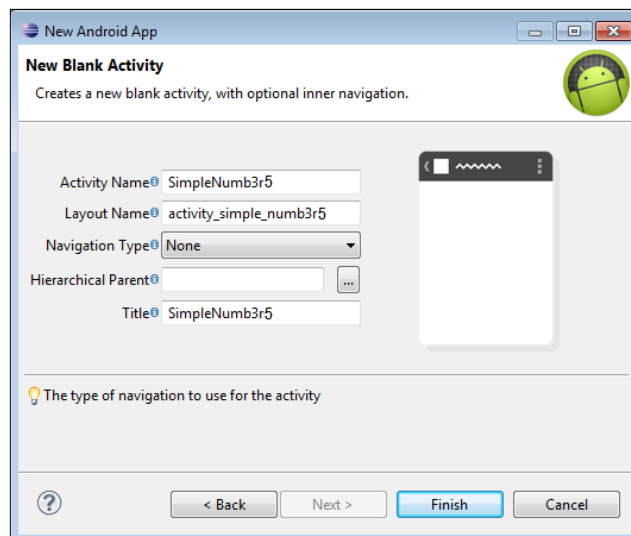 New Android App
New Blank Activity
Creates a new blank activity, with optional inner navigation.
Activity Name SimpleNumb3r5
Layout Name activity_simple_numb3r5
Navigation Type None
Hierarchical Parent ...
Title SimpleNumb3r5
The type of navigation to use for the activity
? < Back Next > Finish Cancel